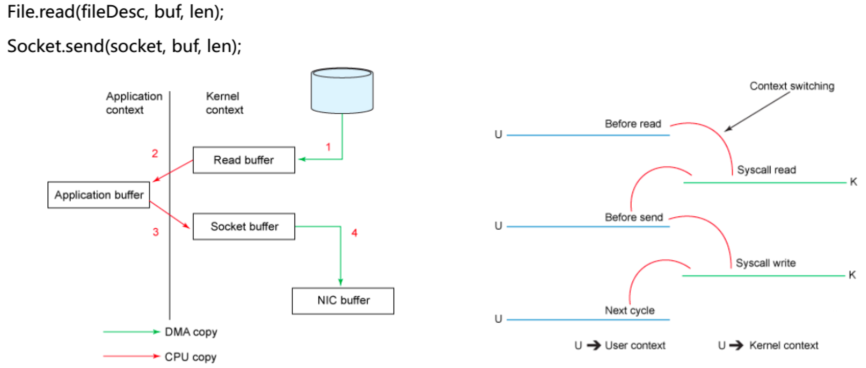 File.read(fileDesc, buf, len);
Socket.send(socket, buf, len);
Application context
Kernel context
1
2
Read buffer
Application buffer
3
Socket buffer
4
NIC buffer
DMA copy
CPU copy
Context switching
Before read
U
Syscall read
K
Before send
U
Syscall write
K
Next cycle
U
U ➔ User context
U ➔ Kernel context